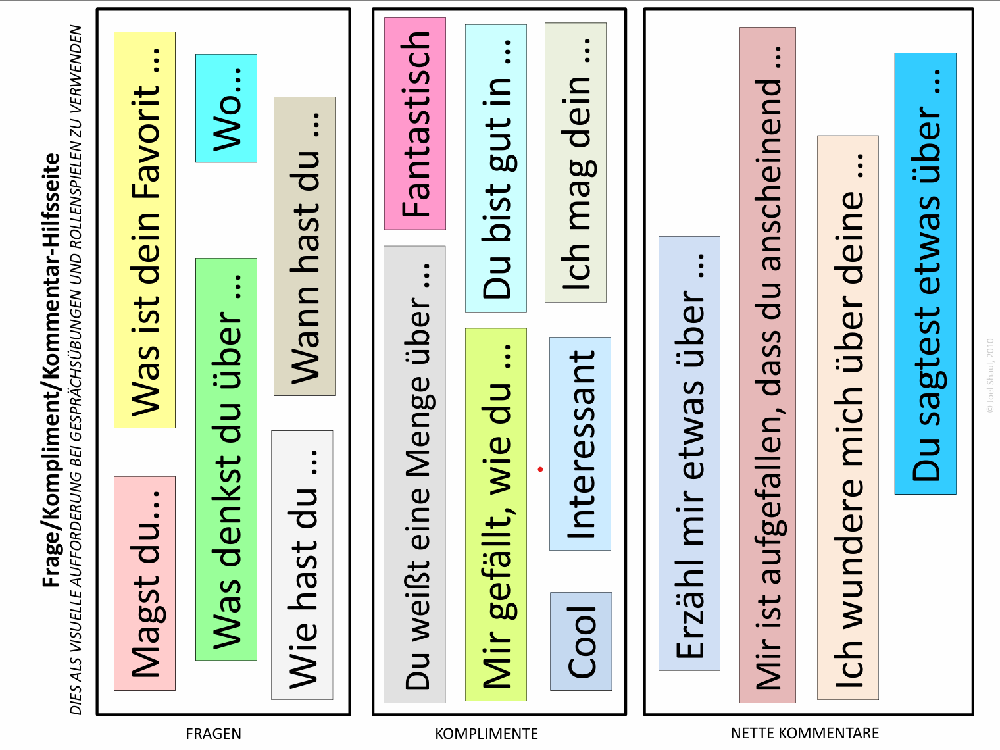 Frage/Kompliment/Kommentar-Hilfsseite
DIES ALS VISUELLE AUFFORDERUNG BEI GESPRÄCHSÜBUNGEN UND ROLLENSPIELEN ZU VERWENDEN
FRAGEN
Magst du...
Was ist dein Favorit ...
Was denkst du über ...
Wo...
Wie hast du ...
Wann hast du ...
KOMPLIMENTE
Du weißt eine Menge über ...
Fantastisch
Mir gefällt, wie du ...
Du bist gut in ...
Cool
Interessant
Ich mag dein ...
NETTE KOMMENTARE
Erzähl mir etwas über ...
Mir ist aufgefallen, dass du anscheinend ...
Ich wundere mich über deine ...
Du sagtest etwas über ...
© Joel Shaul, 2010